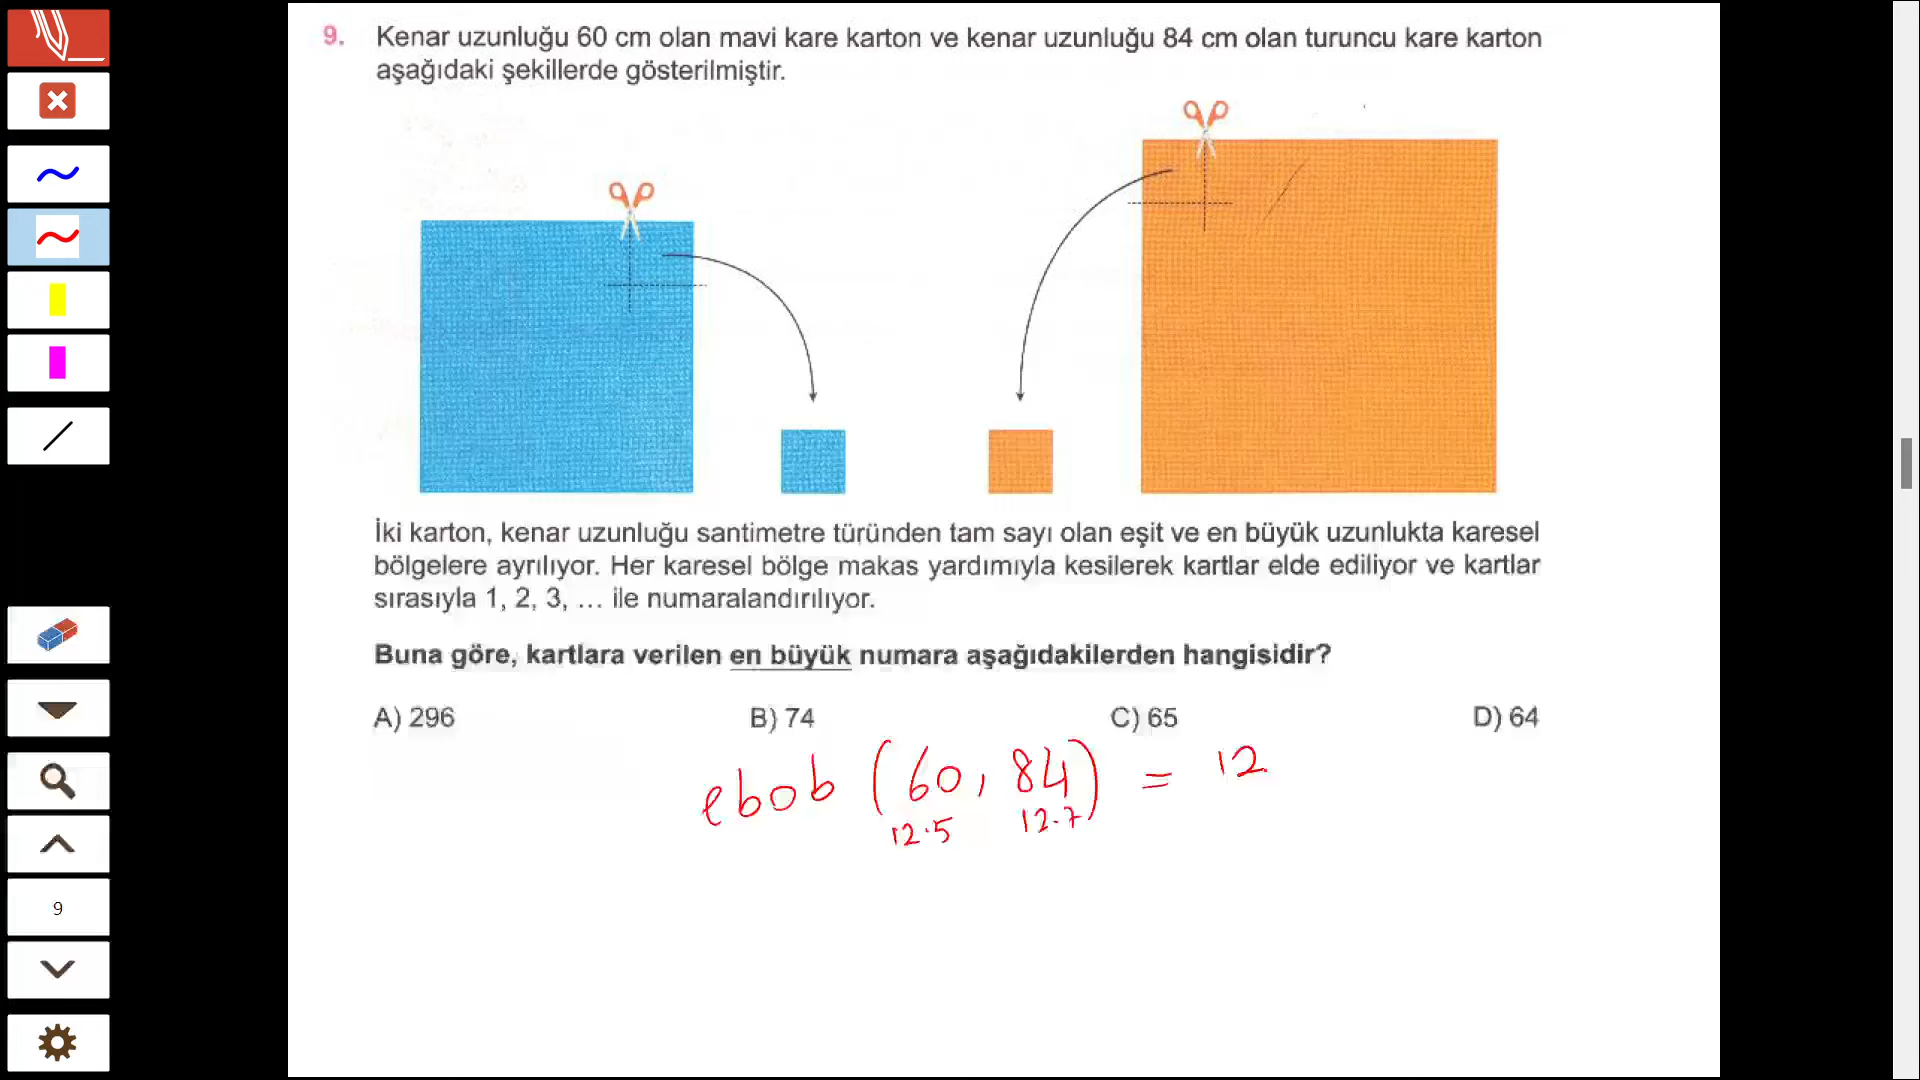 9. Kenar uzunluğu 60 cm olan mavi kare karton ve kenar uzunluğu 84 cm olan turuncu kare karton
aşağıdaki şekillerde gösterilmiştir.
İki karton, kenar uzunluğu santimetre türünden tam sayı olan eşit ve en büyük uzunlukta karesel
bölgelere ayrılıyor. Her karesel bölge makas yardımıyla kesilerek kartlar elde ediliyor ve kartlar
sırasıyla 1, 2, 3, ... ile numaralandırılıyor.
Buna göre, kartlara verilen en büyük numara aşağıdakilerden hangisidir?
A) 296 B) 74 C) 65 D) 64
ebob (60, 84) = 12
12.5 12.7
9